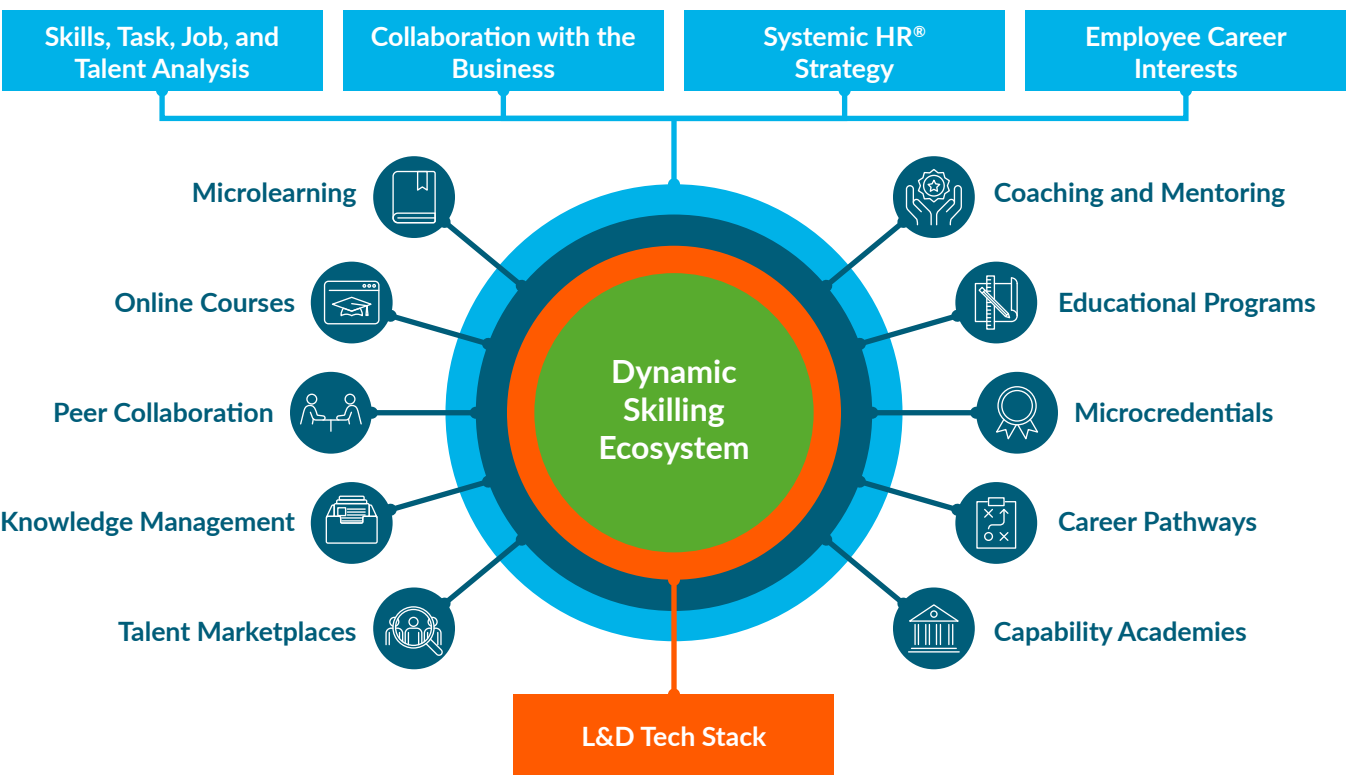 Skills, Task, Job, and
Talent Analysis
Collaboration with the
Business
Systemic HR®
Strategy
Employee Career
Interests
Microlearning
Coaching and Mentoring
Online Courses
Educational Programs
Dynamic
Skilling
Ecosystem
Peer Collaboration
Microcredentials
Knowledge Management
Career Pathways
Talent Marketplaces
Capability Academies
L&D Tech Stack